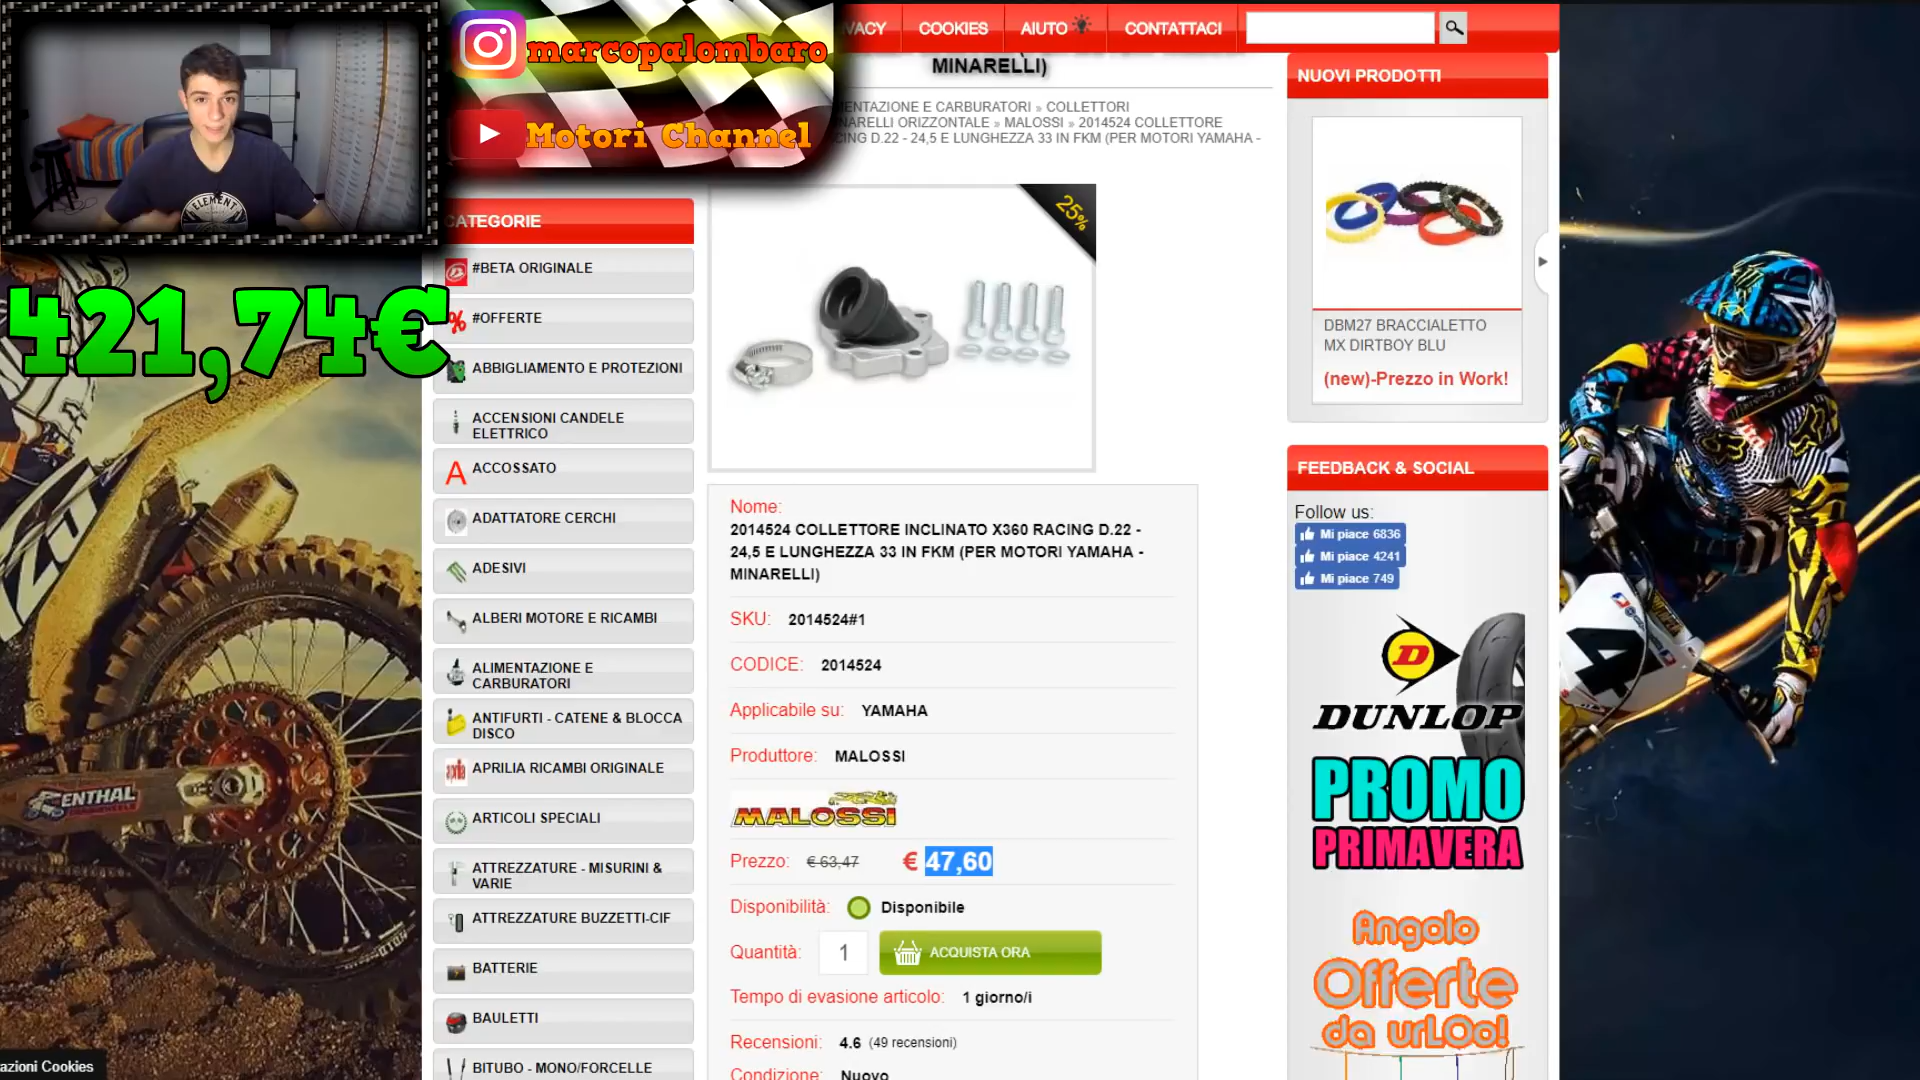 marcopalombaro
Motori Channel
421,74€
ELEMENT
VACY
COOKIES
AIUTO
CONTATTACI
MINARELLI)
MENTAZIONE E CARBURATORI » COLLETTORI
NARELLI ORIZZONTALE » MALOSSI » 2014524 COLLETTORE
CING D.22 - 24,5 E LUNGHEZZA 33 IN FKM (PER MOTORI YAMAHA -
CATEGORIE
#BETA ORIGINALE
#OFFERTE
ABBIGLIAMENTO E PROTEZIONI
ACCENSIONI CANDELE
ELETTRICO
ACCOSSATO
ADATTATORE CERCHI
ADESIVI
ALBERI MOTORE E RICAMBI
ALIMENTAZIONE E
CARBURATORI
ANTIFURTI - CATENE & BLOCCA
DISCO
APRILIA RICAMBI ORIGINALE
ARTICOLI SPECIALI
ATTREZZATURE - MISURINI &
VARIE
ATTREZZATURE BUZZETTI-CIF
BATTERIE
BAULETTI
BITUBO - MONO/FORCELLE
25%
Nome:
2014524 COLLETTORE INCLINATO X360 RACING D.22 -
24,5 E LUNGHEZZA 33 IN FKM (PER MOTORI YAMAHA -
MINARELLI)
SKU: 2014524#1
CODICE: 2014524
Applicabile su: YAMAHA
Produttore: MALOSSI
MALOSSI
Prezzo: € 63,47 € 47,60
Disponibilità: Disponibile
Quantità: 1 ACQUISTA ORA
Tempo di evasione articolo: 1 giorno/i
Recensioni: 4.6 (49 recensioni)
Condizione: Nuovo
NUOVI PRODOTTI
DBM27 BRACCIALETTO
MX DIRTBOY BLU
(new)-Prezzo in Work!
FEEDBACK & SOCIAL
Follow us:
Mi piace 6836
Mi piace 4241
Mi piace 749
D
DUNLOP
PROMO
PRIMAVERA
Angolo
Offerte
da urLOo!
ENTHAL
4
azioni Cookies